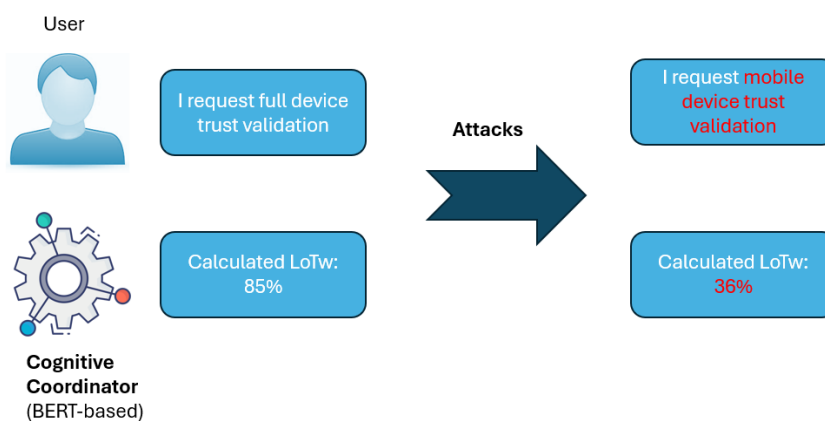 User
I request full device
trust validation
Attacks
I request mobile
device trust
validation
Calculated LoTw:
85%
Calculated LoTw:
36%
Cognitive
Coordinator
(BERT-based)